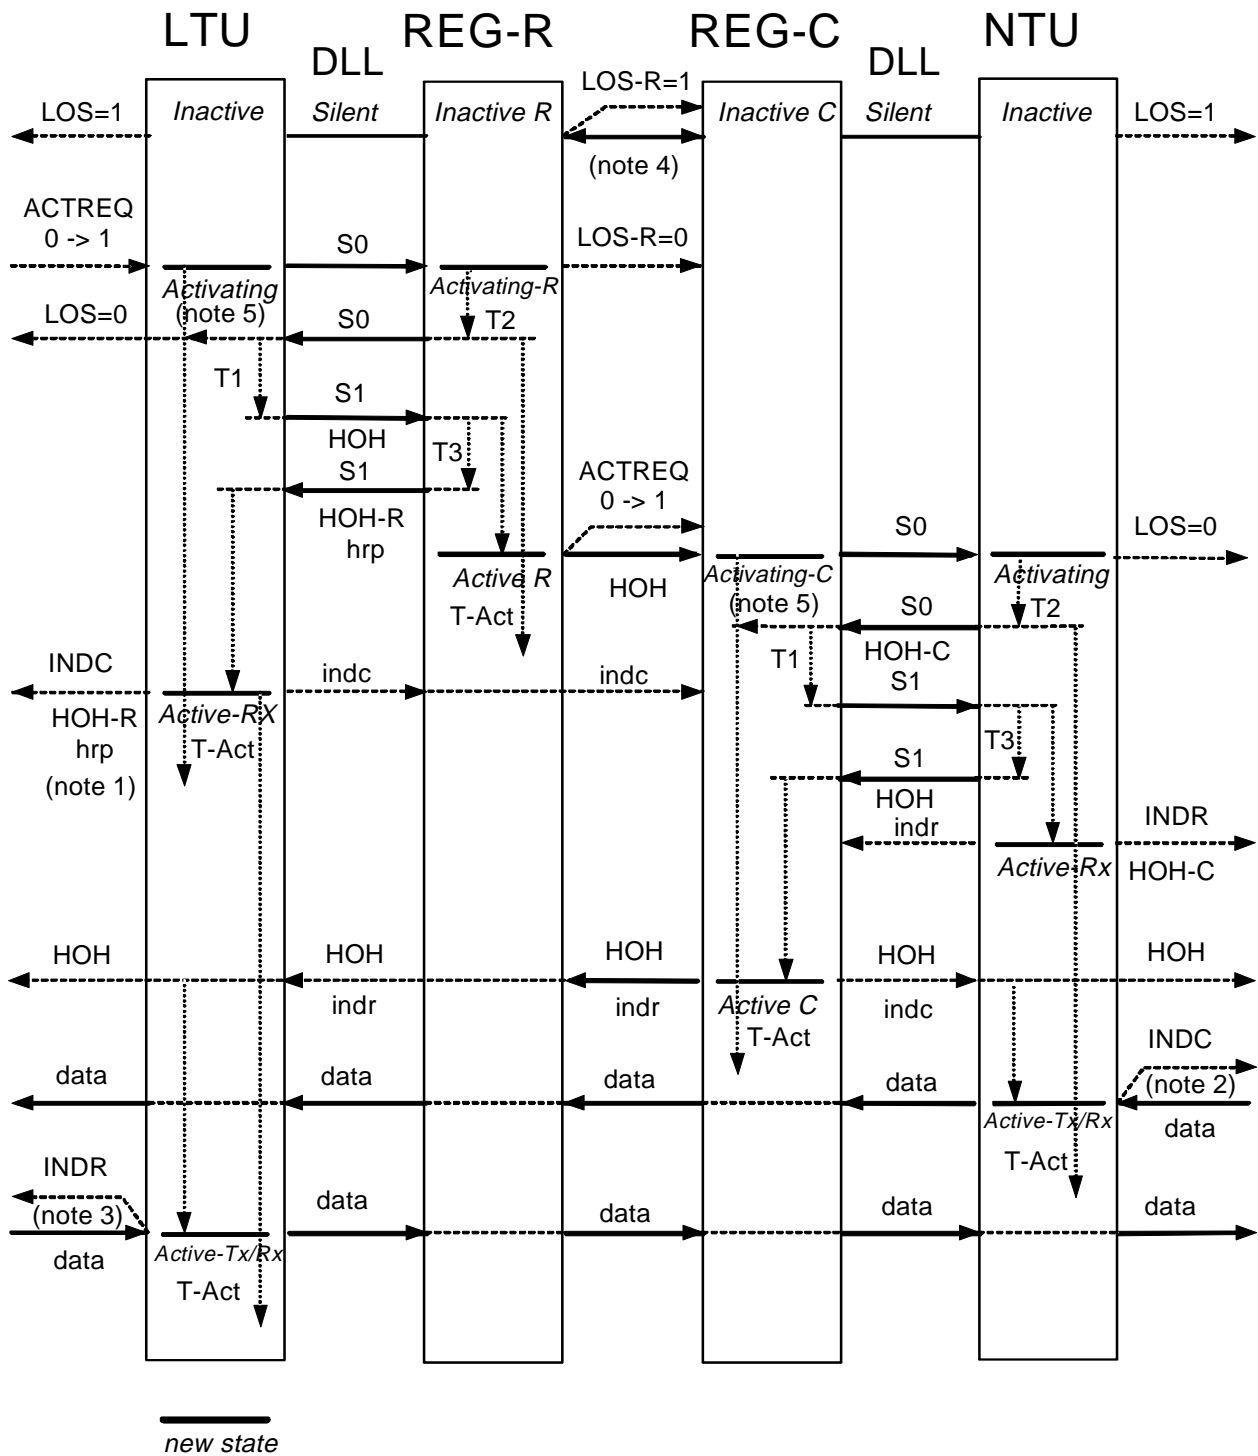 LTU
REG-R
REG-C
NTU
DLL
DLL
LOS=1
Inactive
Silent
Inactive R
LOS-R=1
(note 4)
Inactive C
Silent
Inactive
LOS=1
ACTREQ
0 -> 1
S0
LOS-R=0
Activating
(note 5)
Activating-R
LOS=0
S0
T2
T1
S1
HOH
T3
S1
HOH-R
hrp
ACTREQ
0 -> 1
Active R
T-Act
HOH
Activating-C
(note 5)
S0
Activating
LOS=0
S0
T2
HOH-C
T1
S1
INDC
indc
indc
HOH-R
hrp
(note 1)
Active-RX
T-Act
T3
S1
HOH
indr
INDR
Active-Rx
HOH-C
HOH
HOH
HOH
HOH
HOH
indr
indr
Active C
T-Act
indc
INDC
(note 2)
data
data
data
data
Active-Tx/Rx
T-Act
data
INDR
(note 3)
data
data
data
data
data
Active-Tx/Rx
T-Act
new state